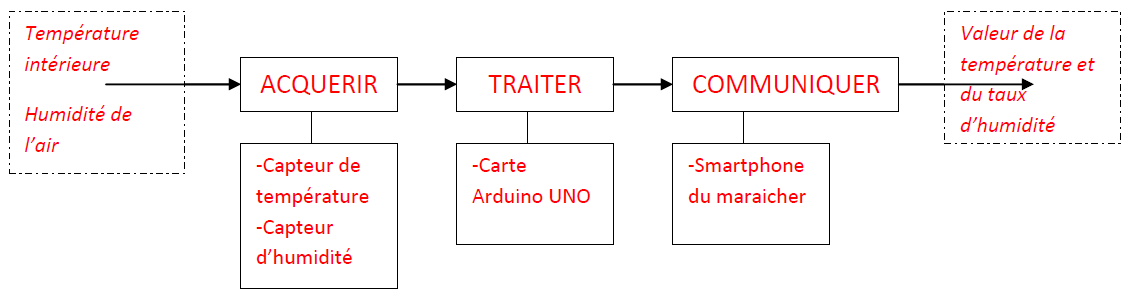 Température
intérieure
Humidité de
l’air
ACQUERIR
TRAITER
COMMUNIQUER
Valeur de la
température et
du taux
d’humidité
-Capteur de
température
-Capteur
d’humidité
-Carte
Arduino UNO
-Smartphone
du maraicher